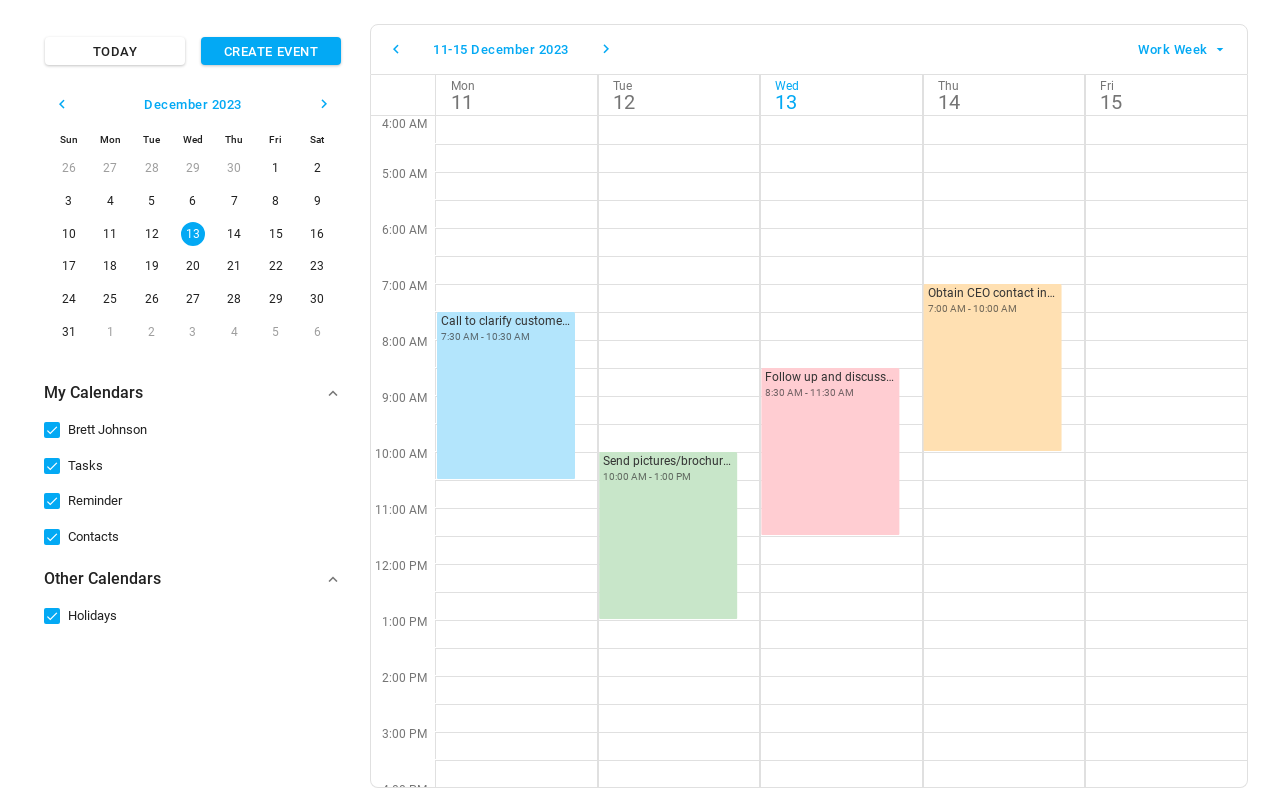 TODAY
CREATE EVENT
December 2023
Sun Mon Tue Wed Thu Fri Sat
26 27 28 29 30 1 2
3 4 5 6 7 8 9
10 11 12 13 14 15 16
17 18 19 20 21 22 23
24 25 26 27 28 29 30
31 1 2 3 4 5 6
My Calendars
Brett Johnson
Tasks
Reminder
Contacts
Other Calendars
Holidays
11-15 December 2023
Work Week
Mon
11
Tue
12
Wed
13
Thu
14
Fri
15
4:00 AM
5:00 AM
6:00 AM
7:00 AM
8:00 AM
9:00 AM
10:00 AM
11:00 AM
12:00 PM
1:00 PM
2:00 PM
3:00 PM
4:00 PM
Call to clarify custome...
7:30 AM - 10:30 AM
Send pictures/brochur...
10:00 AM - 1:00 PM
Follow up and discuss...
8:30 AM - 11:30 AM
Obtain CEO contact in...
7:00 AM - 10:00 AM